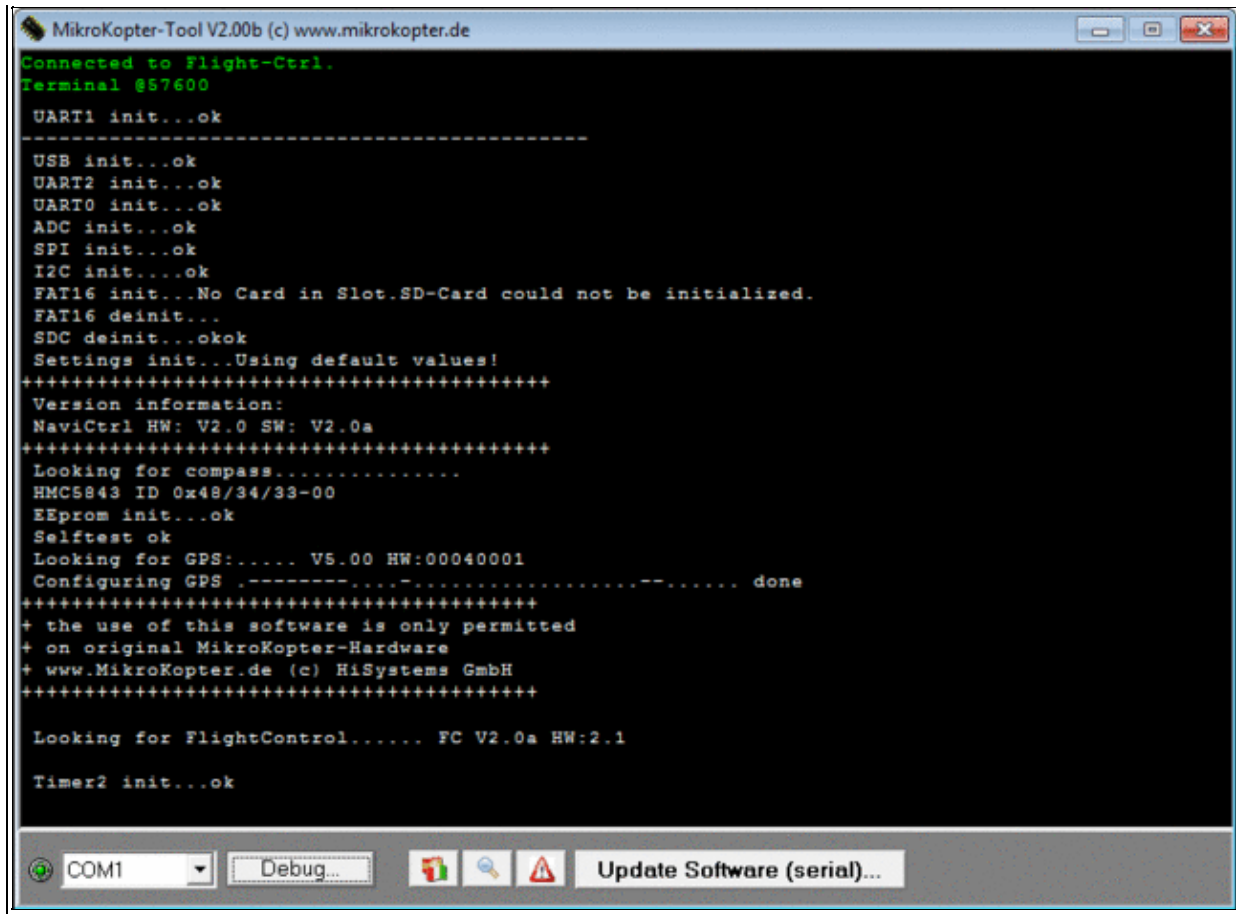 MikroKopter-Tool V2.00b (c) www.mikrokopter.de
Connected to Flight-Ctrl.
Terminal @57600
UART1 init...ok
---------------------------------------------
USB init...ok
UART2 init...ok
UART0 init...ok
ADC init...ok
SPI init...ok
I2C init....ok
FAT16 init...No Card in Slot.SD-Card could not be initialized.
FAT16 deinit...
SDC deinit...okok
Settings init...Using default values!
++++++++++++++++++++++++++++++++++++++++++
Version information:
NaviCtrl HW: V2.0 SW: V2.0a
++++++++++++++++++++++++++++++++++++++++++
Looking for compass...............
HMC5843 ID 0x48/34/33-00
EEprom init...ok
Selftest ok
Looking for GPS:..... V5.00 HW:00040001
Configuring GPS .--------....-..................--...... done
+++++++++++++++++++++++++++++++++++++++++
+ the use of this software is only permitted
+ on original MikroKopter-Hardware
+ www.MikroKopter.de (c) HiSystems GmbH
+++++++++++++++++++++++++++++++++++++++++
Looking for FlightControl...... FC V2.0a HW:2.1
Timer2 init...ok
COM1 Debug... Update Software (serial)...